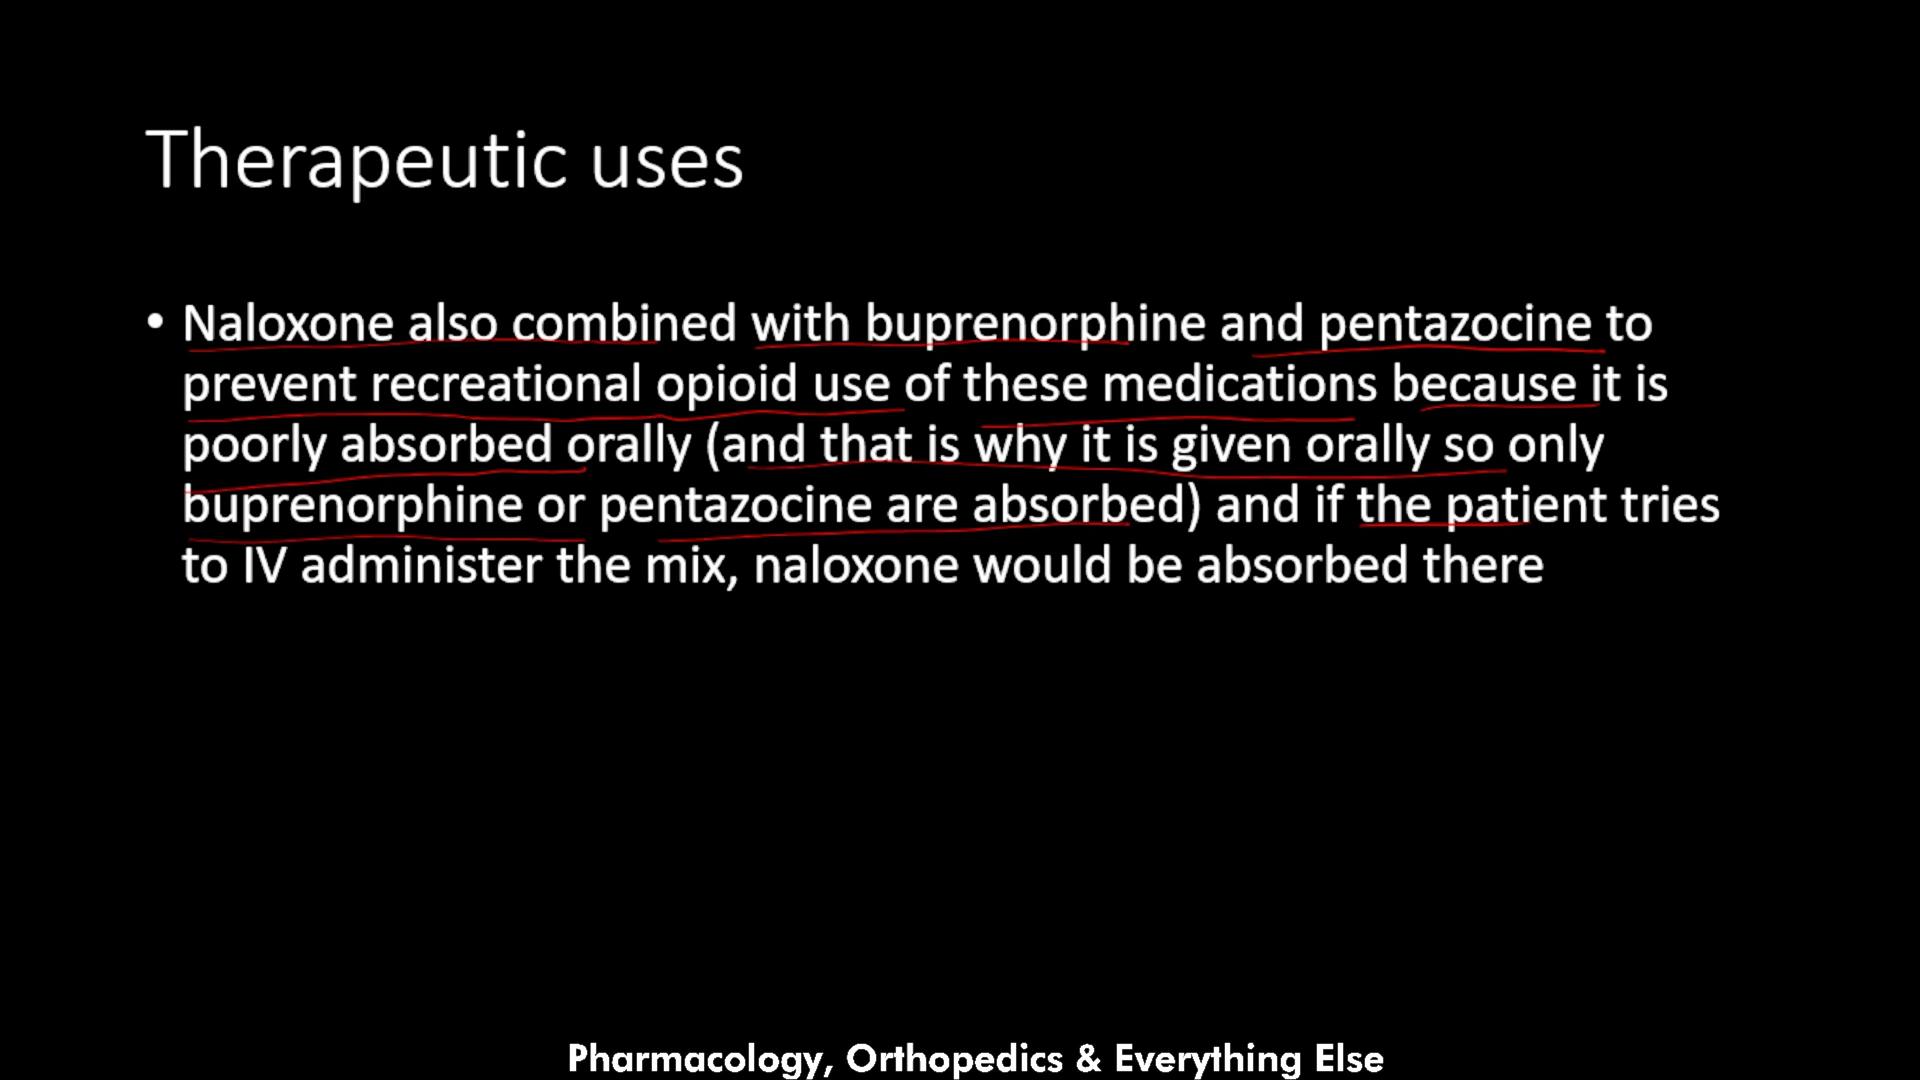 Therapeutic uses
• Naloxone also combined with buprenorphine and pentazocine to
prevent recreational opioid use of these medications because it is
poorly absorbed orally (and that is why it is given orally so only
buprenorphine or pentazocine are absorbed) and if the patient tries
to IV administer the mix, naloxone would be absorbed there
Pharmacology, Orthopedics & Everything Else